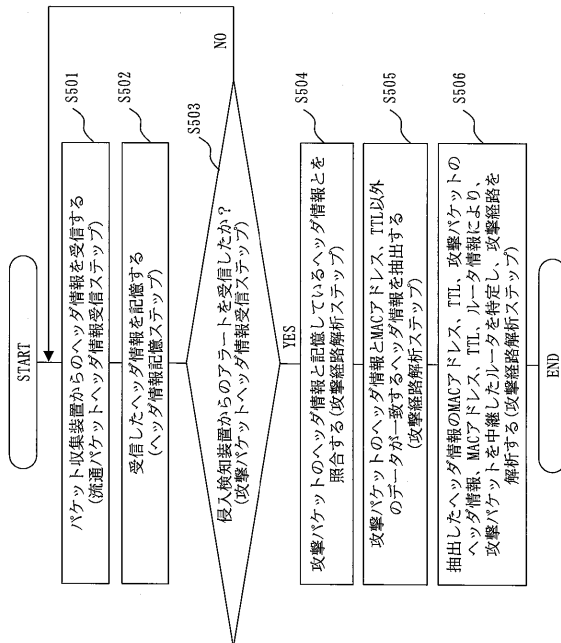 START
S501
パケット収集装置からのヘッダ情報を受信する
(流通パケットヘッダ情報受信ステップ)
S502
受信したヘッダ情報を記憶する
(ヘッダ情報記憶ステップ)
S503
侵入検知装置からのアラートを受信したか？
(攻撃パケットヘッダ情報受信ステップ)
NO
YES
S504
攻撃パケットのヘッダ情報と記憶しているヘッダ情報とを
照合する(攻撃経路解析ステップ)
S505
攻撃パケットのヘッダ情報とMACアドレス、TTL以外
のデータが一致するヘッダ情報を抽出する
(攻撃経路解析ステップ)
S506
抽出したヘッダ情報のMACアドレス、TTL、攻撃パケットの
ヘッダ情報、MACアドレス、TTL、ルータ情報により、
攻撃パケットを中継したルータを特定し、攻撃経路を
解析する(攻撃経路解析ステップ)
END